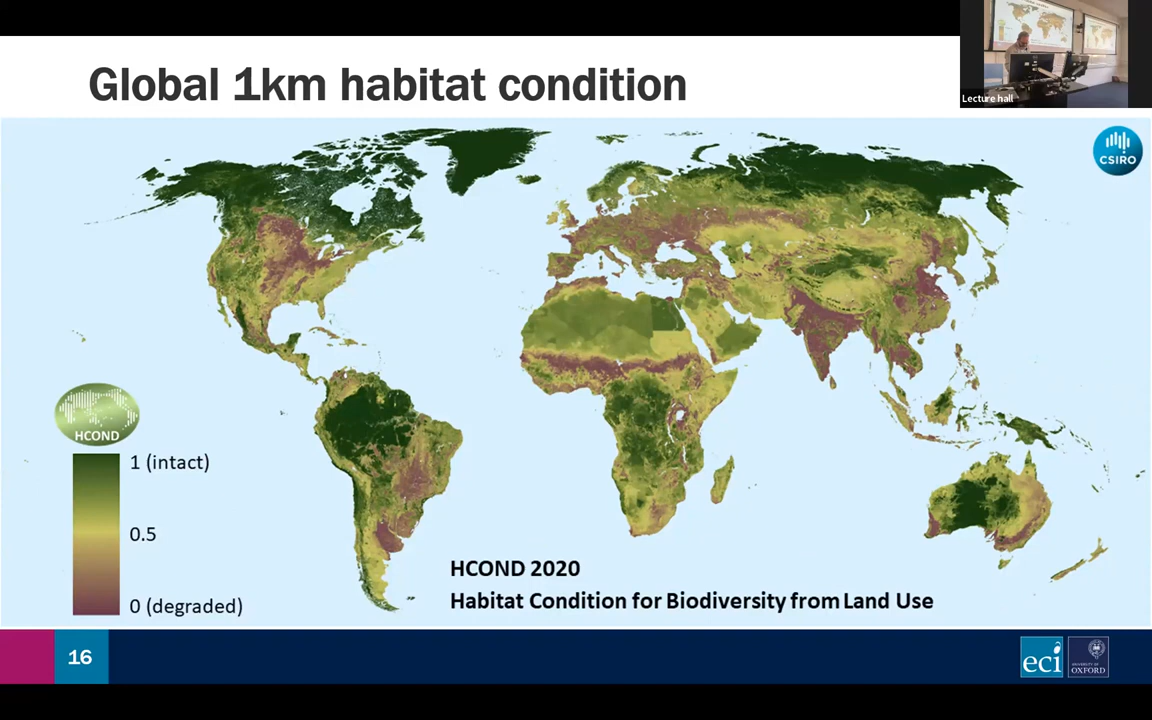 Global 1km habitat condition
Lecture hall
CSIRO
HCOND
1 (intact)
0.5
0 (degraded)
HCOND 2020
Habitat Condition for Biodiversity from Land Use
16
eci
UNIVERSITY OF
OXFORD